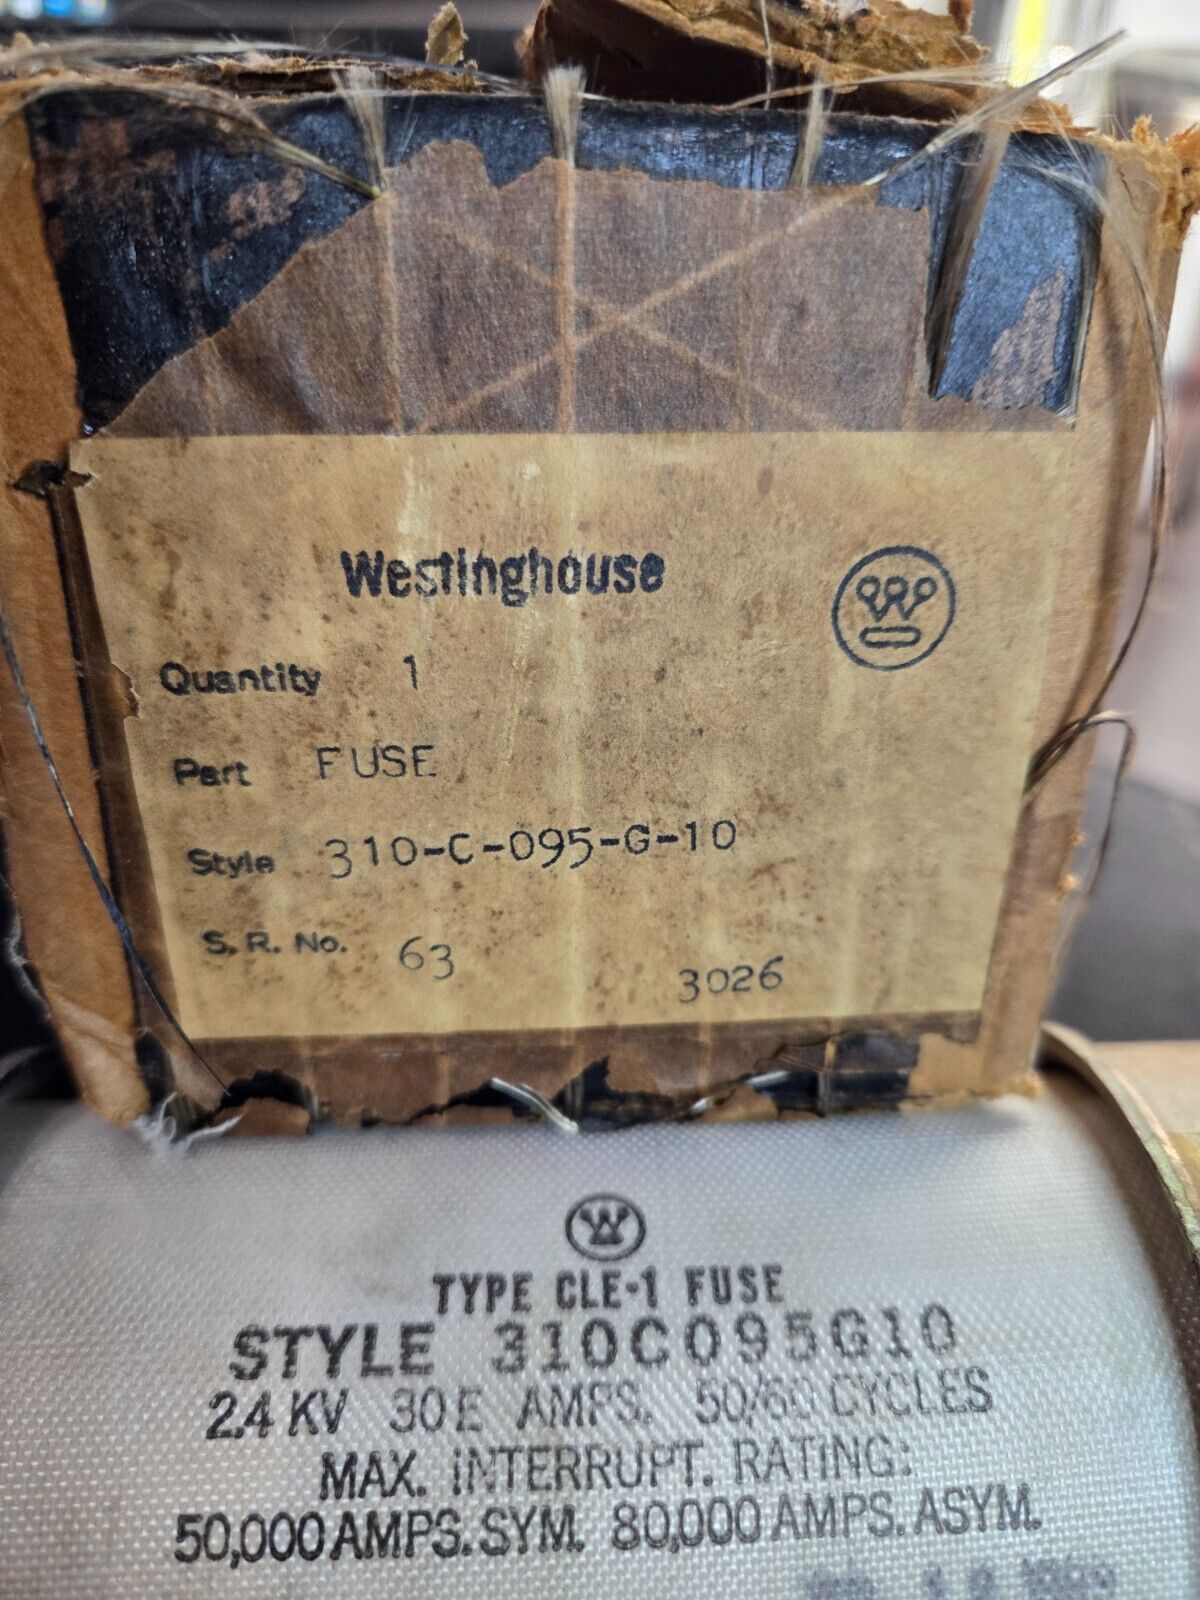 Westinghouse
W
Quantity 1
Part FUSE
Style 310-C-095-G-10
S.R. No. 63 3026
W
TYPE CLE-1 FUSE
STYLE 310C095G10
2.4 KV 30E AMPS. 50/60 CYCLES
MAX. INTERRUPT. RATING:
50,000 AMPS. SYM. 80,000 AMPS. ASYM.